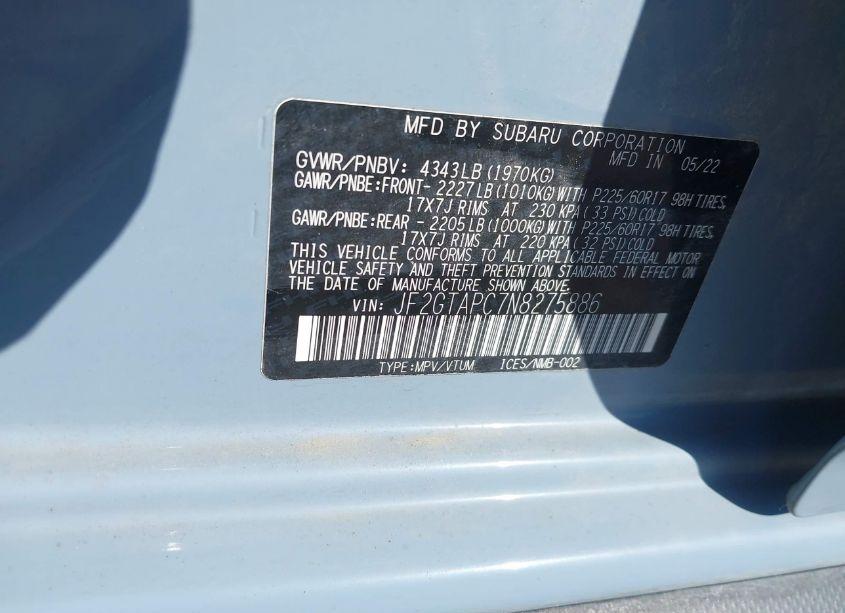 MFD BY SUBARU CORPORATION
MFD IN 05/22
GVWR/PNBV: 4343LB(1970KG)
GAWR/PNBE:FRONT- 2227LB(1010KG)WITH P225/60R17 98H TIRES,
17X7J RIMS AT 230 KPA(33 PSI)COLD
GAWR/PNBE:REAR - 2205LB(1000KG)WITH P225/60R17 98H TIRES,
17X7J RIMS AT 220 KPA(32 PSI)COLD
THIS VEHICLE CONFORMS TO ALL APPLICABLE FEDERAL MOTOR
VEHICLE SAFETY AND THEFT PREVENTION STANDARDS IN EFFECT ON
THE DATE OF MANUFACTURE SHOWN ABOVE.
VIN: JF2GTAPC7N8275886
TYPE:MPV/VTUM ICES/NMB-002